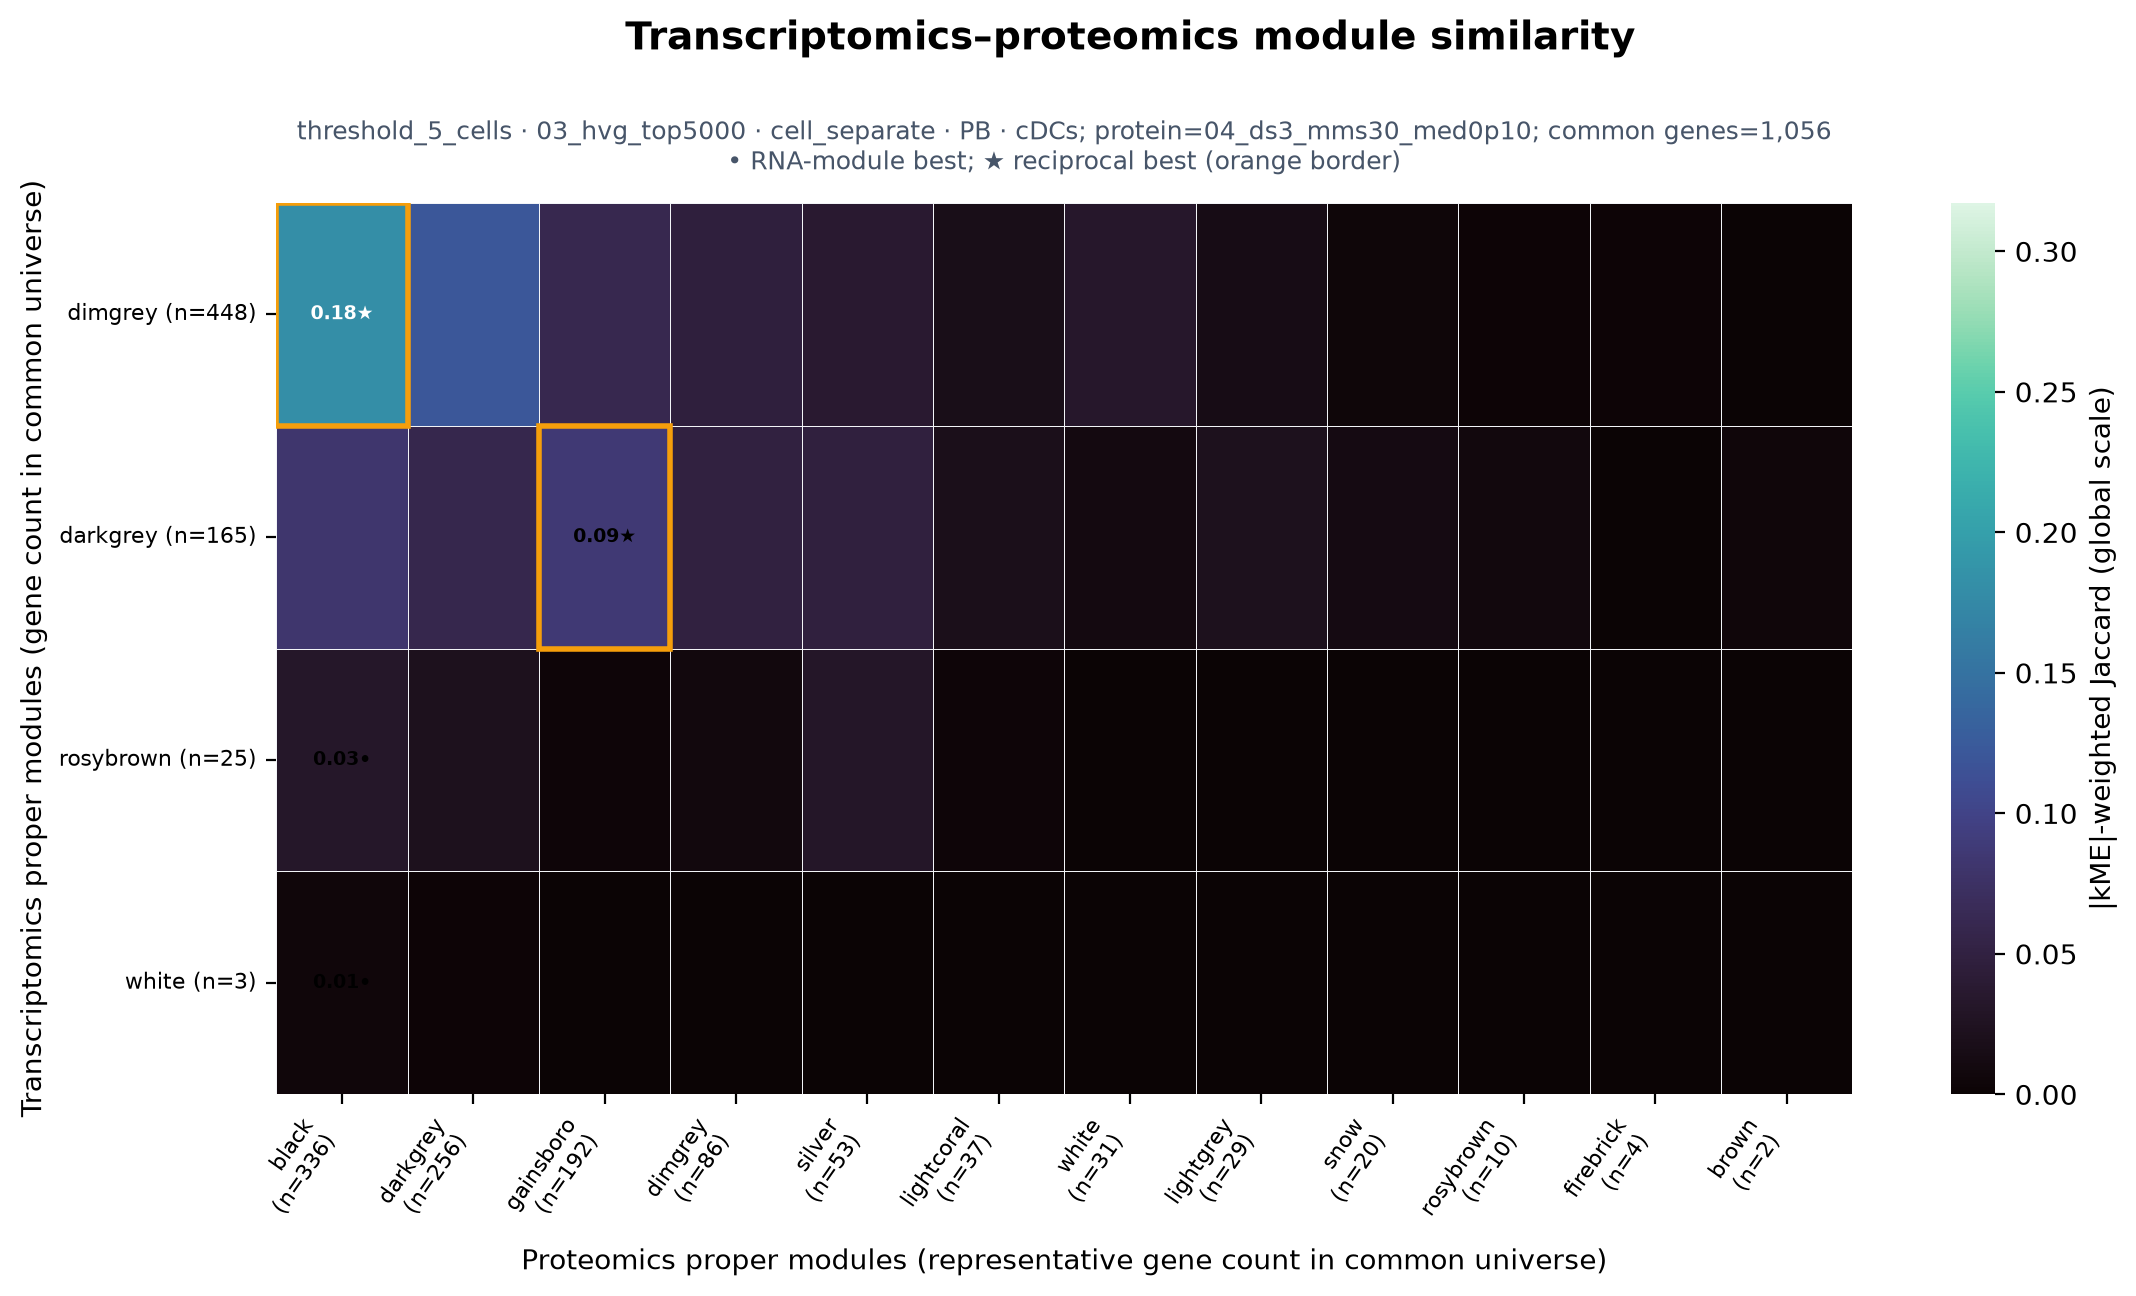 Transcriptomics–proteomics module similarity
threshold_5_cells · 03_hvg_top5000 · cell_separate · PB · cDCs; protein=04_ds3_mms30_med0p10; common genes=1,056
• RNA-module best; ★ reciprocal best (orange border)
Transcriptomics proper modules (gene count in common universe)
dimgrey (n=448)
darkgrey (n=165)
rosybrown (n=25)
white (n=3)
0.18★
0.09★
0.03•
0.01•
black
(n=336)
darkgrey
(n=256)
gainsboro
(n=192)
dimgrey
(n=86)
silver
(n=53)
lightcoral
(n=37)
white
(n=31)
lightgrey
(n=29)
snow
(n=20)
rosybrown
(n=10)
firebrick
(n=4)
brown
(n=2)
Proteomics proper modules (representative gene count in common universe)
0.30
0.25
0.20
0.15
0.10
0.05
0.00
|kME|-weighted Jaccard (global scale)